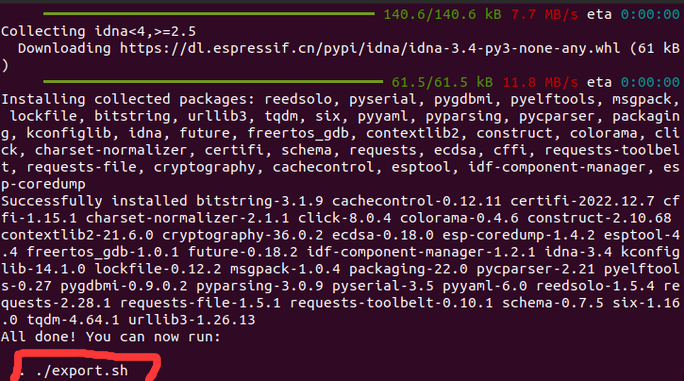 140.6/140.6 kB 7.7 MB/s eta 0:00:00
Collecting idna<4,>=2.5
  Downloading https://dl.espressif.cn/pypi/idna/idna-3.4-py3-none-any.whl (61 kB
)
61.5/61.5 kB 11.8 MB/s eta 0:00:00
Installing collected packages: reedsolo, pyserial, pygdbmi, pyelftools, msgpack,
 lockfile, bitstring, urllib3, tqdm, six, pyyaml, pyparsing, pycparser, packagin
g, kconfiglib, idna, future, freertos_gdb, contextlib2, construct, colorama, cli
ck, charset-normalizer, certifi, schema, requests, ecdsa, cffi, requests-toolbel
t, requests-file, cryptography, cachecontrol, esptool, idf-component-manager, es
p-coredump
Successfully installed bitstring-3.1.9 cachecontrol-0.12.11 certifi-2022.12.7 cf
fi-1.15.1 charset-normalizer-2.1.1 click-8.0.4 colorama-0.4.6 construct-2.10.68
contextlib2-21.6.0 cryptography-36.0.2 ecdsa-0.18.0 esp-coredump-1.4.2 esptool-4
.4 freertos_gdb-1.0.1 future-0.18.2 idf-component-manager-1.2.1 idna-3.4 kconfig
lib-14.1.0 lockfile-0.12.2 msgpack-1.0.4 packaging-22.0 pycparser-2.21 pyelftool
s-0.27 pygdbmi-0.9.0.2 pyparsing-3.0.9 pyserial-3.5 pyyaml-6.0 reedsolo-1.5.4 re
quests-2.28.1 requests-file-1.5.1 requests-toolbelt-0.10.1 schema-0.7.5 six-1.16
.0 tqdm-4.64.1 urllib3-1.26.13
All done! You can now run:
. ./export.sh